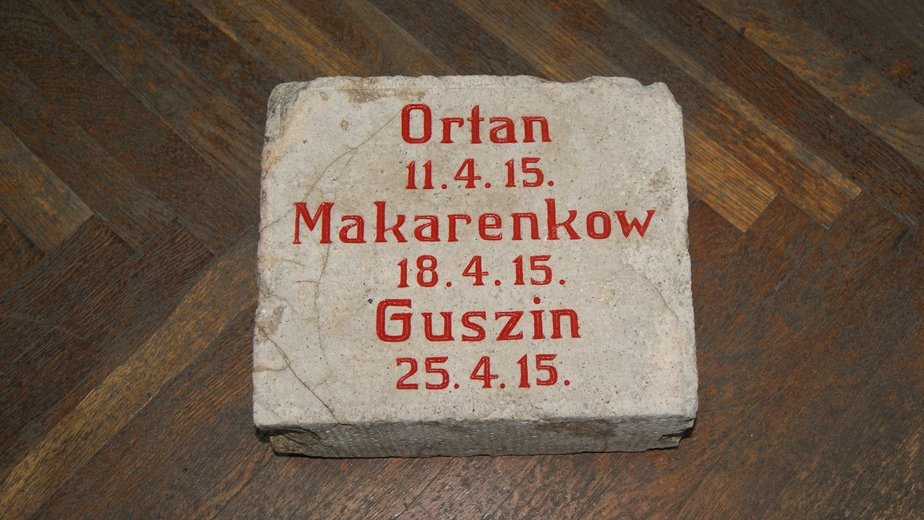 Ortan
11.4.15.
Makarenkow
18.4.15.
Guszin
25.4.15.